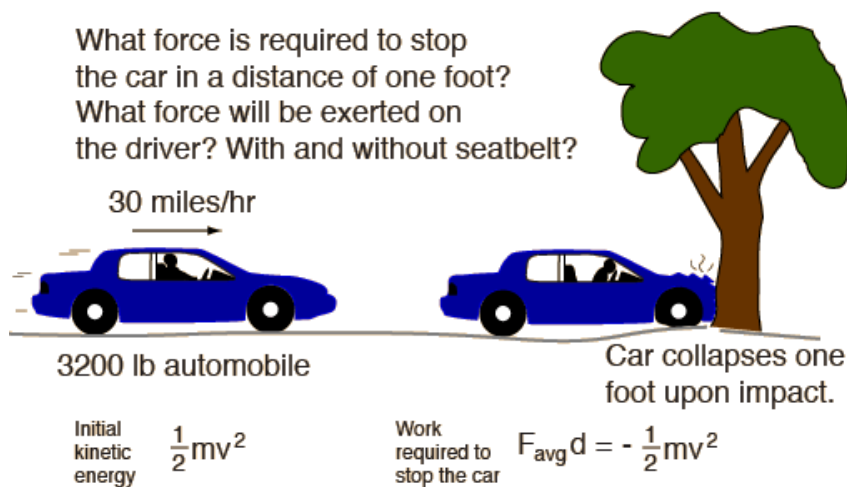 What force is required to stop
the car in a distance of one foot?
What force will be exerted on
the driver? With and without seatbelt?
30 miles/hr
3200 lb automobile
Car collapses one
foot upon impact.
Initial
kinetic
energy
½mv²
Work
required to
stop the car
F_avg d = - ½mv²